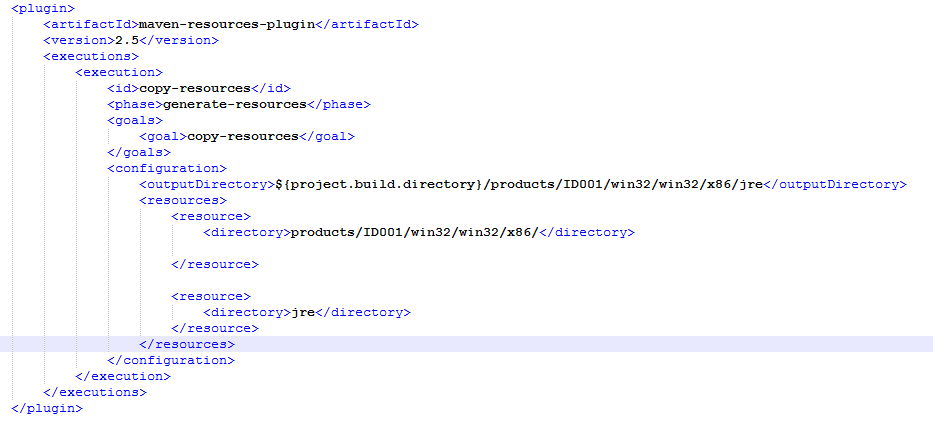 <plugin>
    <artifactId>maven-resources-plugin</artifactId>
    <version>2.5</version>
    <executions>
        <execution>
            <id>copy-resources</id>
            <phase>generate-resources</phase>
            <goals>
                <goal>copy-resources</goal>
            </goals>
            <configuration>
                <outputDirectory>${project.build.directory}/products/ID001/win32/win32/x86/jre</outputDirectory>
                <resources>
                    <resource>
                        <directory>products/ID001/win32/win32/x86/</directory>
                    </resource>
                    <resource>
                        <directory>jre</directory>
                    </resource>
                </resources>
            </configuration>
        </execution>
    </executions>
</plugin>